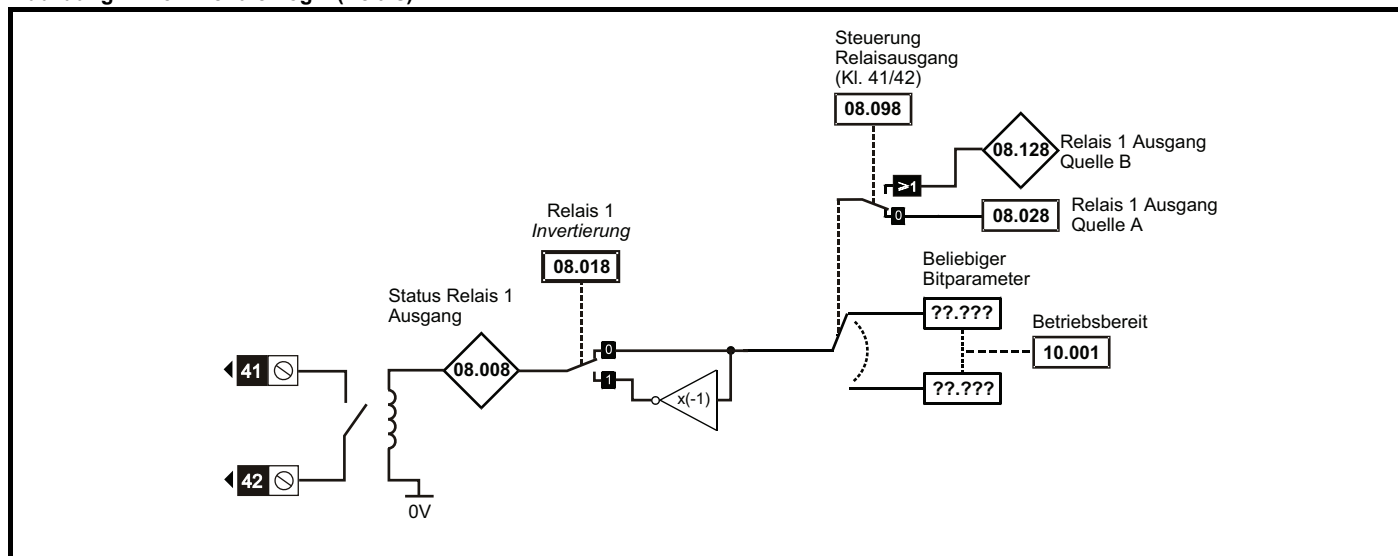 Steuerung
Relaisausgang
(Kl. 41/42)
08.098
08.128
Relais 1 Ausgang
Quelle B
>1
0
08.028
Relais 1 Ausgang
Quelle A
Relais 1
Invertierung
08.018
Beliebiger
Bitparameter
??.???
Betriebsbereit
10.001
??.???
Status Relais 1
Ausgang
08.008
0
1
x(-1)
41
42
0V